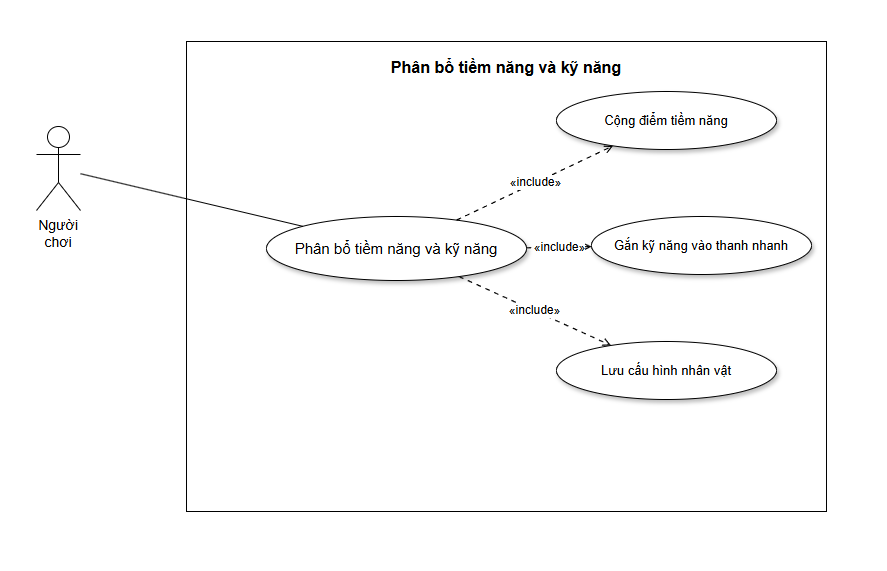 Phân bổ tiềm năng và kỹ năng
Cộng điểm tiềm năng
«include»
Người
chơi
Phân bổ tiềm năng và kỹ năng
«include»
Gắn kỹ năng vào thanh nhanh
«include»
Lưu cấu hình nhân vật